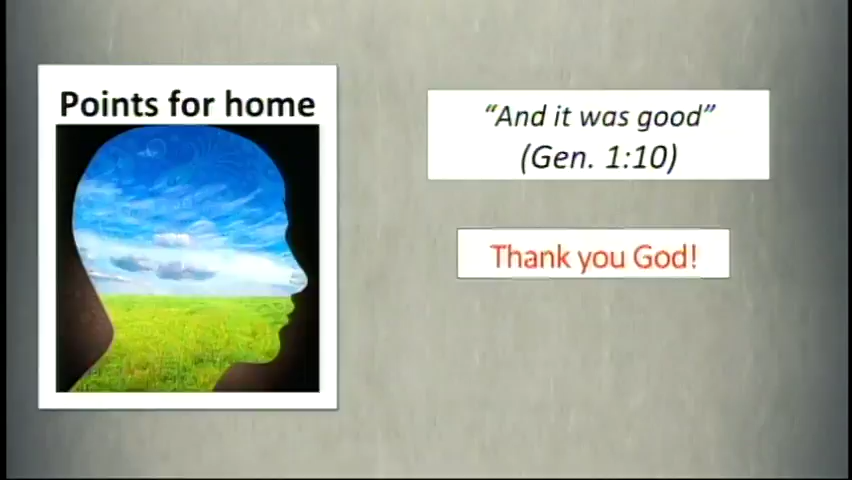 Points for home
“And it was good”
(Gen. 1:10)
Thank you God!